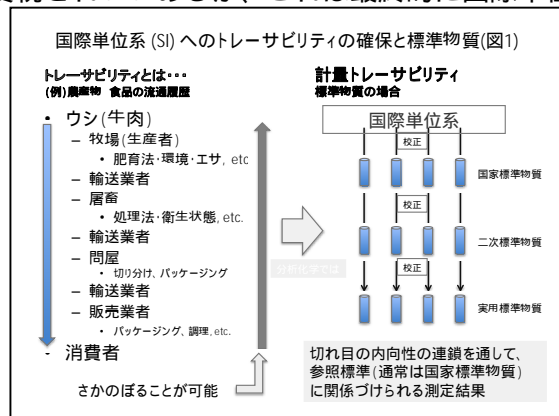 国際単位系(SI)へのトレーサビリティの確保と標準物質(図1)
トレーサビリティとは・・・
(例)農産物 食品の流通履歴
• ウシ(牛肉)
– 牧場(生産者)
• 肥育法・環境・エサ, etc
– 輸送業者
– 屠畜
• 処理法・衛生状態, etc.
– 輸送業者
– 問屋
• 切り分け、パッケージング
– 輸送業者
– 販売業者
• パッケージング、調理, etc.
• 消費者
さかのぼることが可能
分析化学では
計量トレーサビリティ
標準物質の場合
国際単位系
校正
国家標準物質
校正
二次標準物質
校正
実用標準物質
切れ目の内向性の連鎖を通して、
参照標準(通常は国家標準物質)
に関係づけられる測定結果